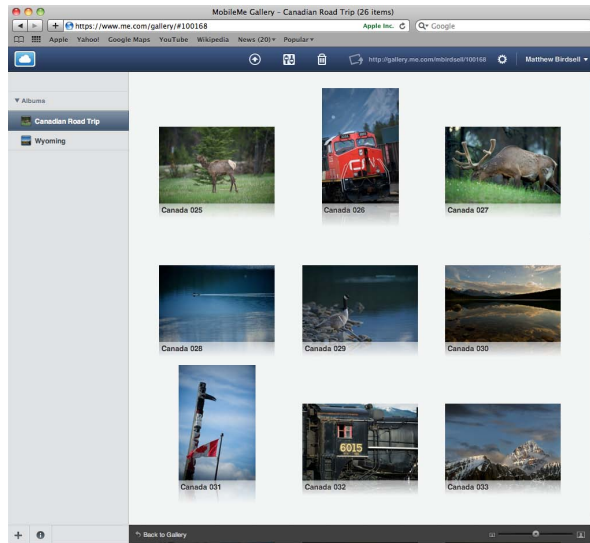 MobileMe Gallery – Canadian Road Trip (26 items)
https://www.me.com/gallery/#100168 Apple Inc. Google
Apple Yahoo! Google Maps YouTube Wikipedia News (20) Popular
http://gallery.me.com/mbirdsell/100168 Matthew Birdsell
Albums
Canadian Road Trip
Wyoming
Canada 025 Canada 026 Canada 027
Canada 028 Canada 029 Canada 030
Canada 031 Canada 032 Canada 033
CN
6015
Back to Gallery